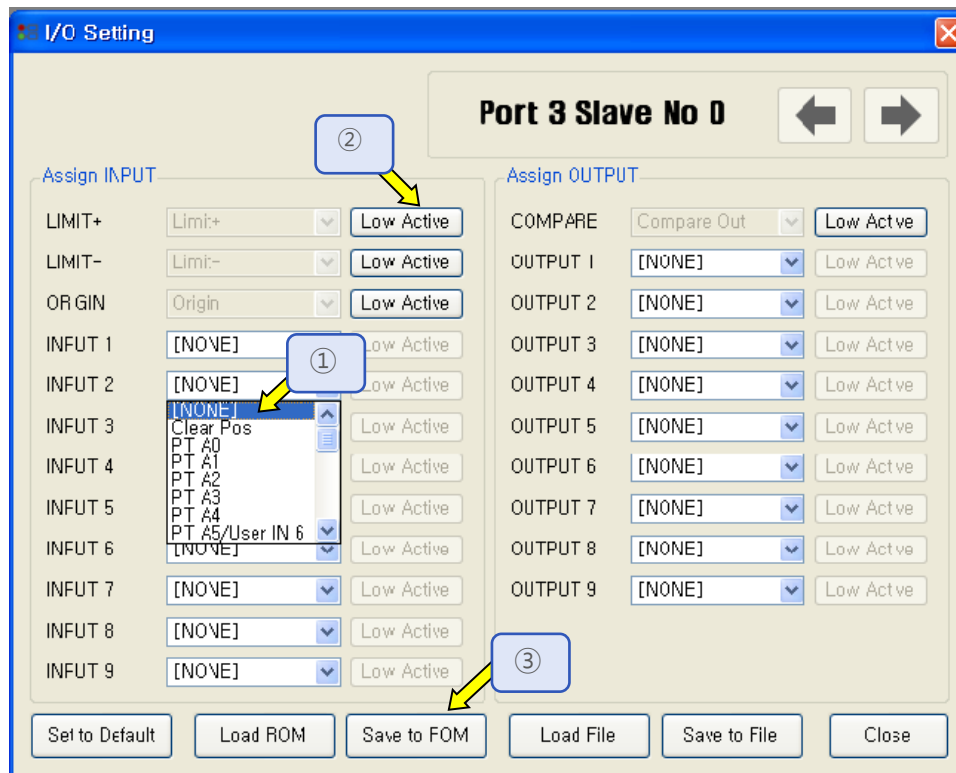 I/O Setting
Port 3 Slave No 0
②
Assign INPUT
LIMIT+ Limit+ Low Active
LIMIT- Limit- Low Active
ORIGIN Origin Low Active
INPUT 1 [NONE] Low Active
①
INPUT 2 [NONE] Low Active
[NONE]
Clear Pos
PT A0
PT A1
PT A2
PT A3
PT A4
PT A5/User IN 6
INPUT 3 Low Active
INPUT 4 Low Active
INPUT 5 Low Active
INPUT 6 [NONE] Low Active
INPUT 7 [NONE] Low Active
INPUT 8 [NONE] Low Active
INPUT 9 [NONE] Low Active
Assign OUTPUT
COMPARE Compare Out Low Active
OUTPUT 1 [NONE] Low Active
OUTPUT 2 [NONE] Low Active
OUTPUT 3 [NONE] Low Active
OUTPUT 4 [NONE] Low Active
OUTPUT 5 [NONE] Low Active
OUTPUT 6 [NONE] Low Active
OUTPUT 7 [NONE] Low Active
OUTPUT 8 [NONE] Low Active
OUTPUT 9 [NONE] Low Active
③
Set to Default Load ROM Save to ROM Load File Save to File Close